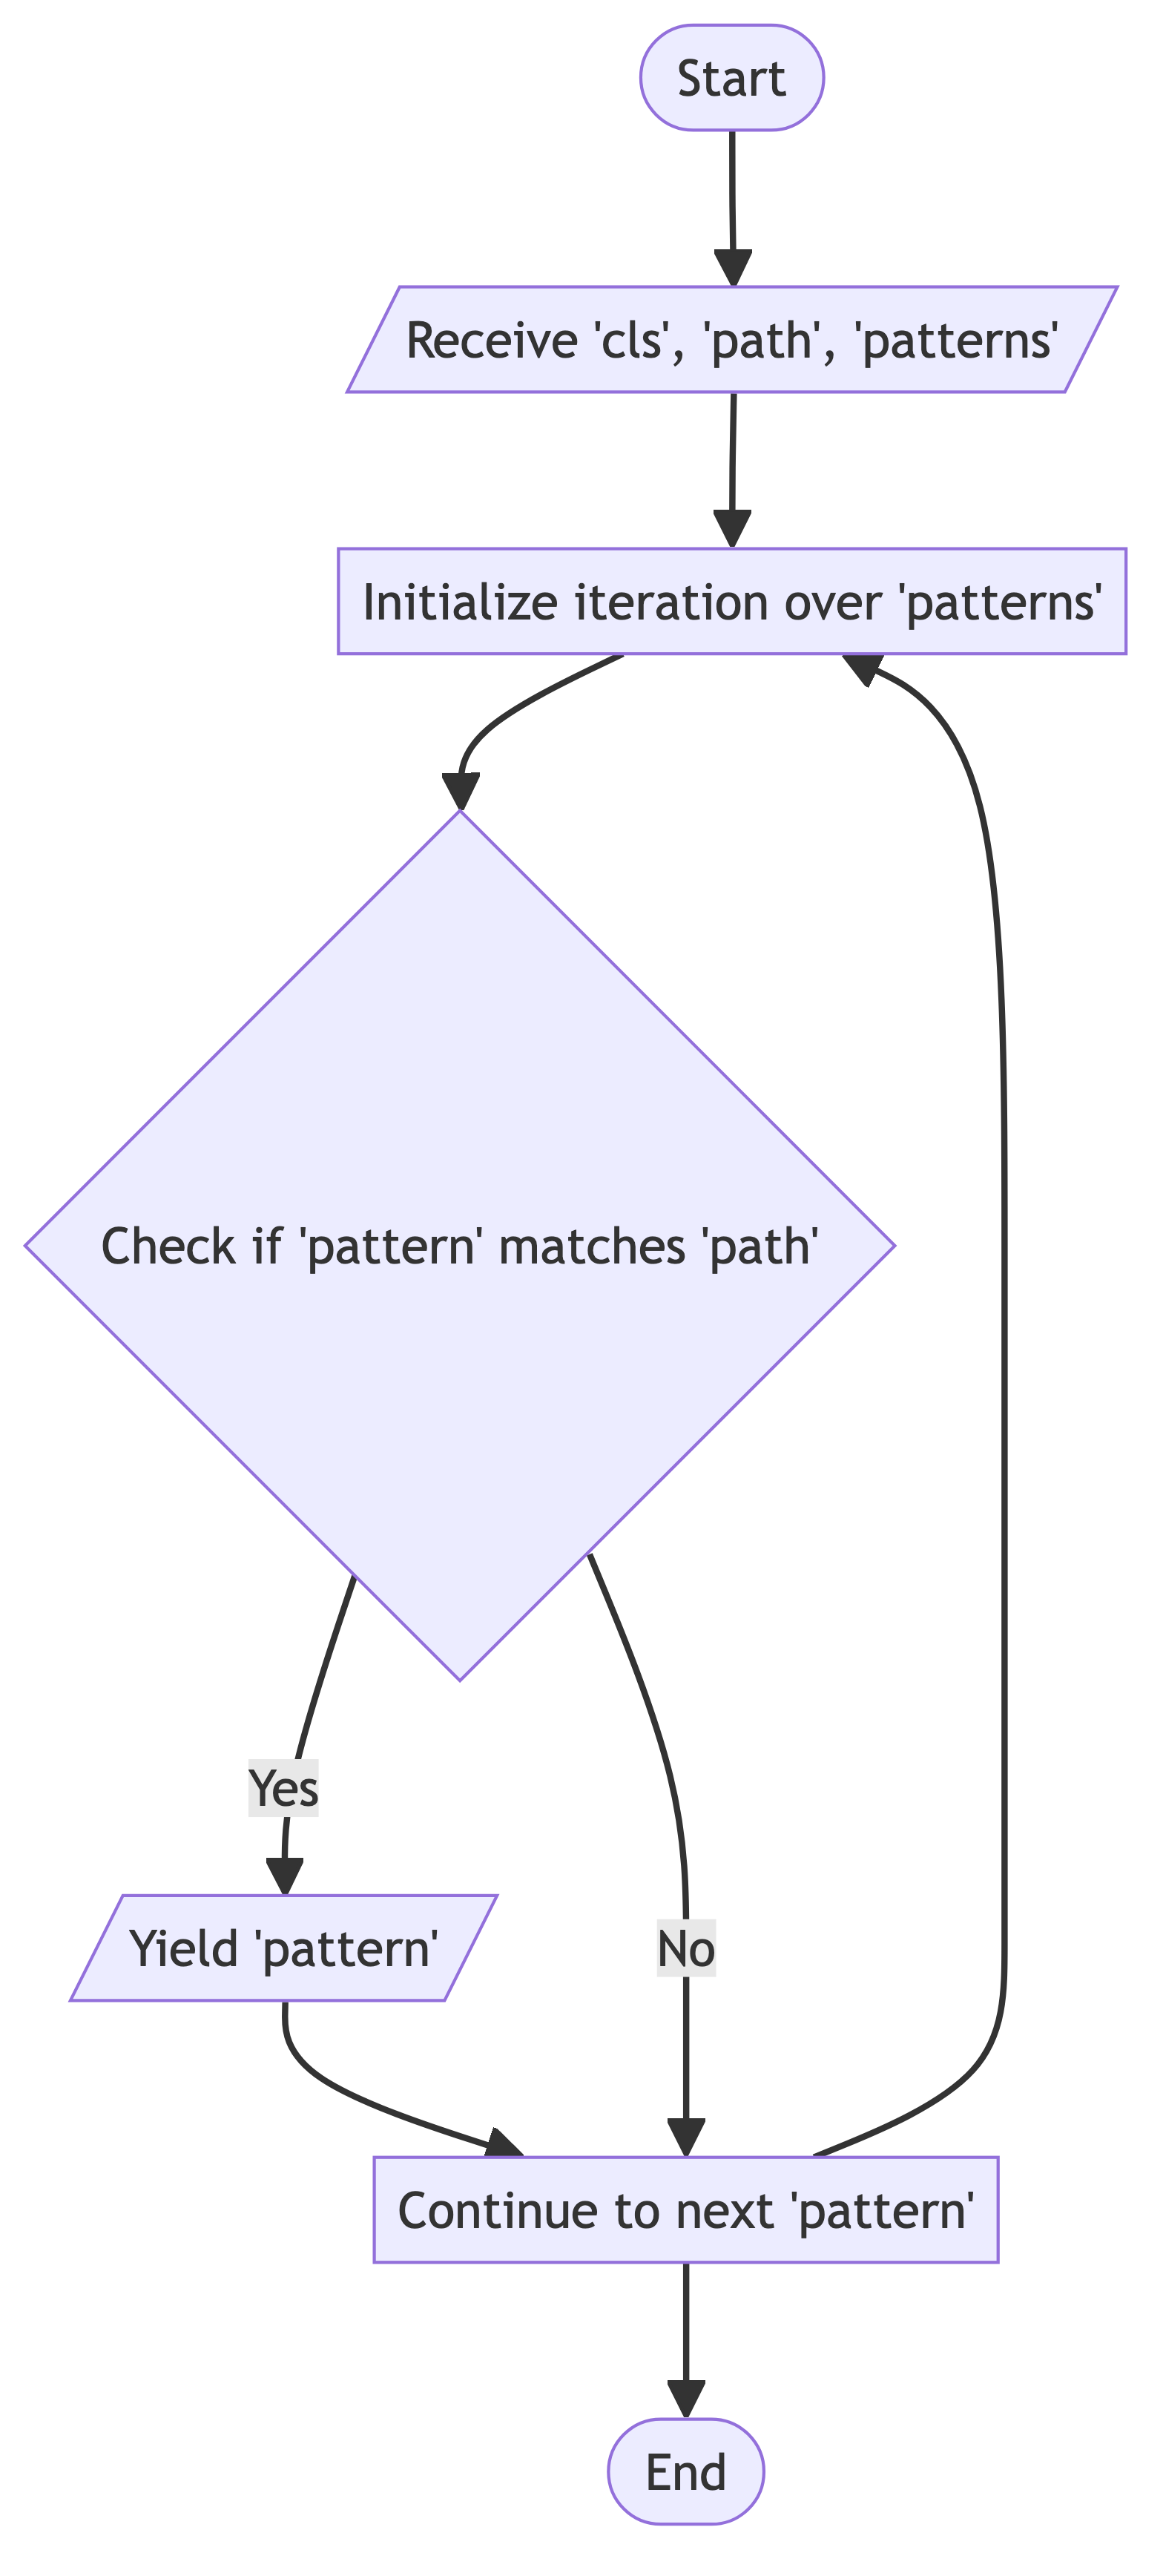 Start
Receive 'cls', 'path', 'patterns'
Initialize iteration over 'patterns'
Check if 'pattern' matches 'path'
Yes
Yield 'pattern'
No
Continue to next 'pattern'
End